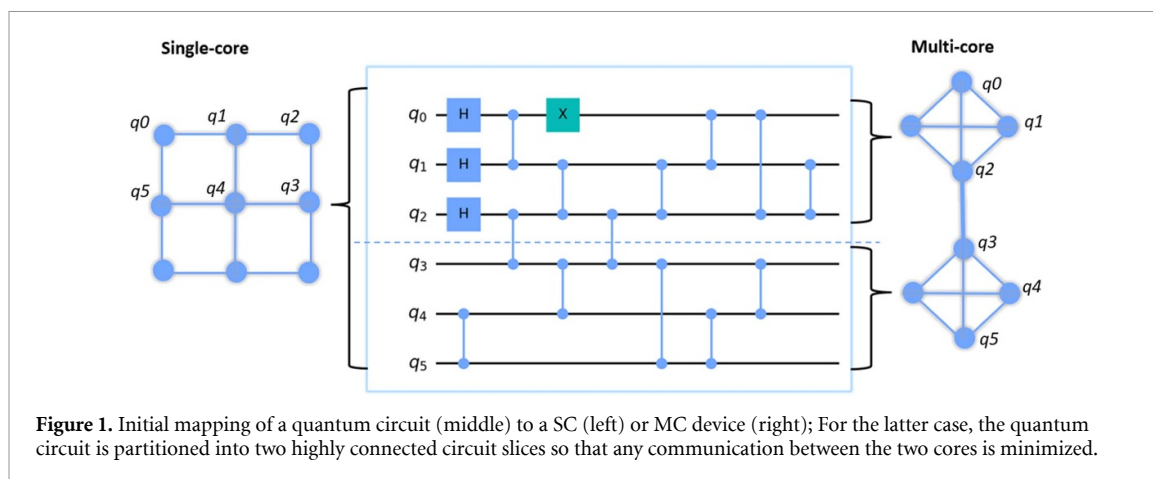 Single-core
Multi-core
q0
q1
q2
q5
q4
q3
q0 H X
q1 H
q2 H
q3
q4
q5
q0
q1
q2
q3
q4
q5
Figure 1. Initial mapping of a quantum circuit (middle) to a SC (left) or MC device (right); For the latter case, the quantum
circuit is partitioned into two highly connected circuit slices so that any communication between the two cores is minimized.